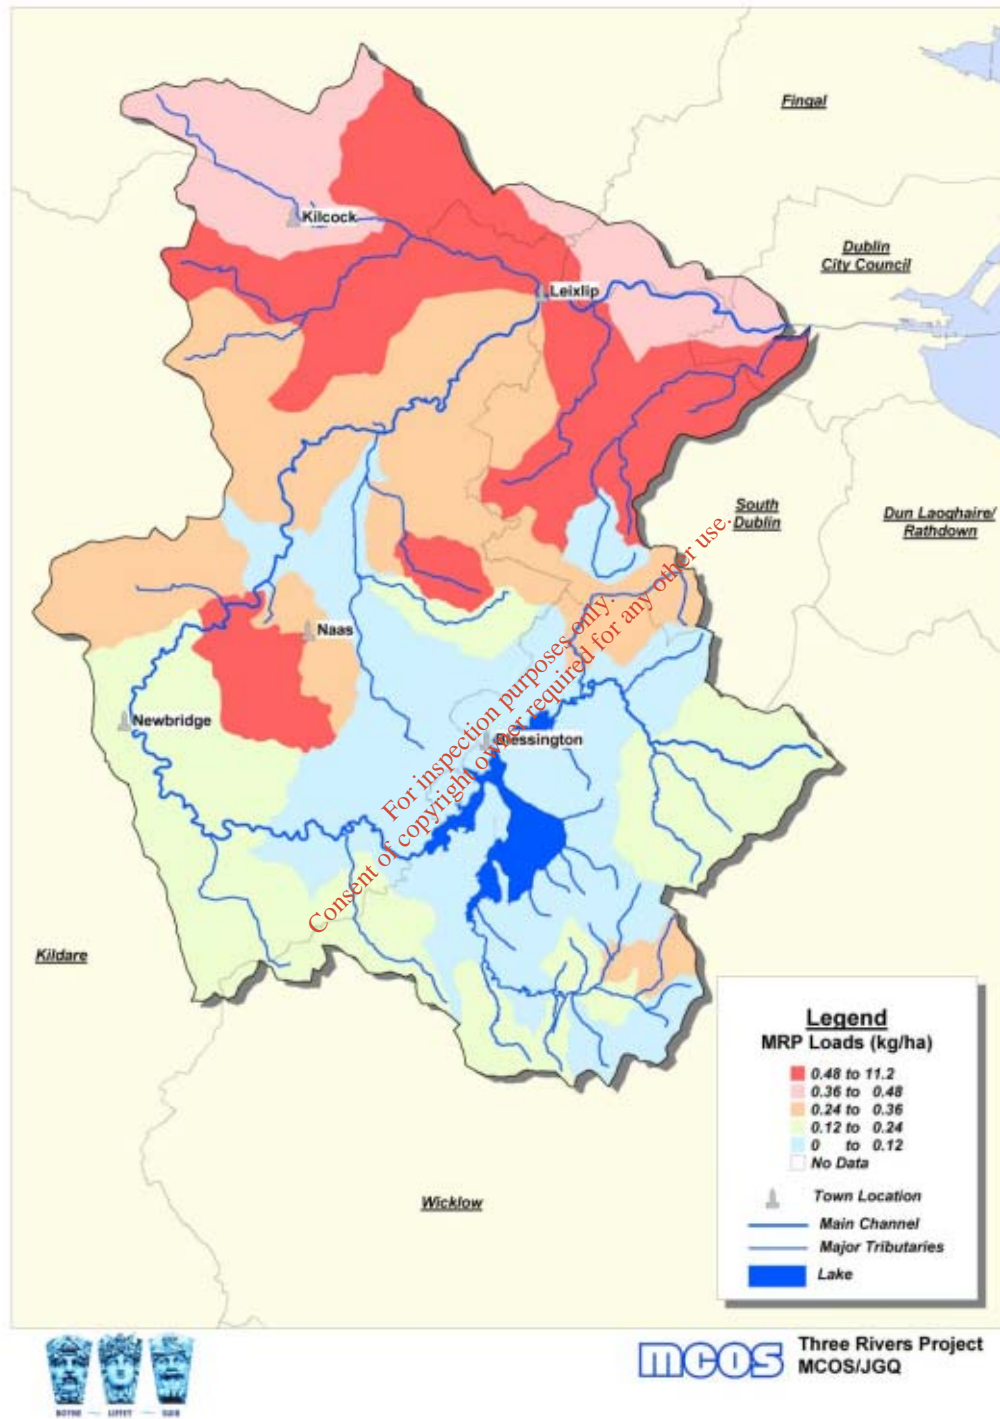 Fingal
Dublin
City Council
Kilcock
Leixlip
South
Dublin
Dun Laoghaire/
Rathdown
Naas
Newbridge
Blessington
For inspection purposes only.
Consent of copyright owner required for any other use.
Kildare
Wicklow
Legend
MRP Loads (kg/ha)
0.48 to 11.2
0.36 to 0.48
0.24 to 0.36
0.12 to 0.24
0 to 0.12
No Data
Town Location
Main Channel
Major Tributaries
Lake
BOYNE LIFFEY SUIR
mcos
Three Rivers Project
MCOS/JGQ